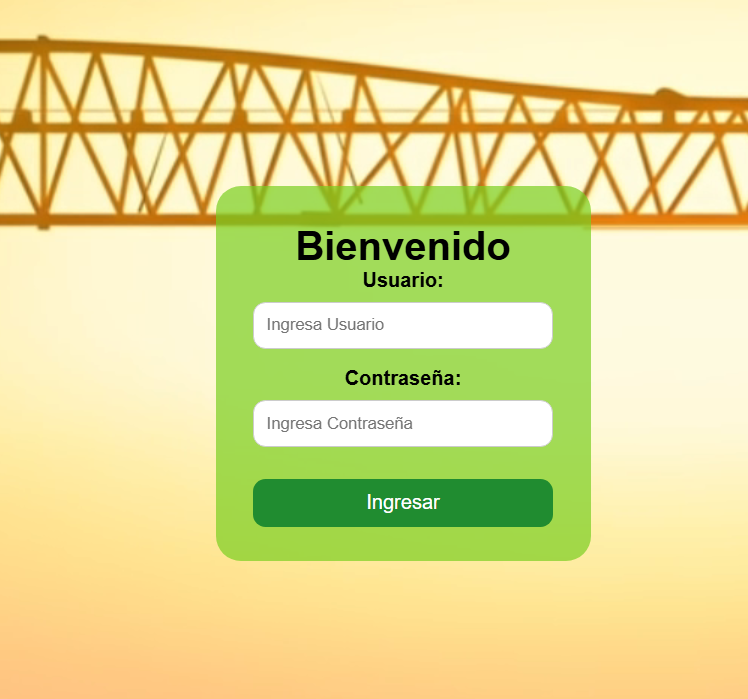 Bienvenido
Usuario:
Ingresa Usuario
Contraseña:
Ingresa Contraseña
Ingresar